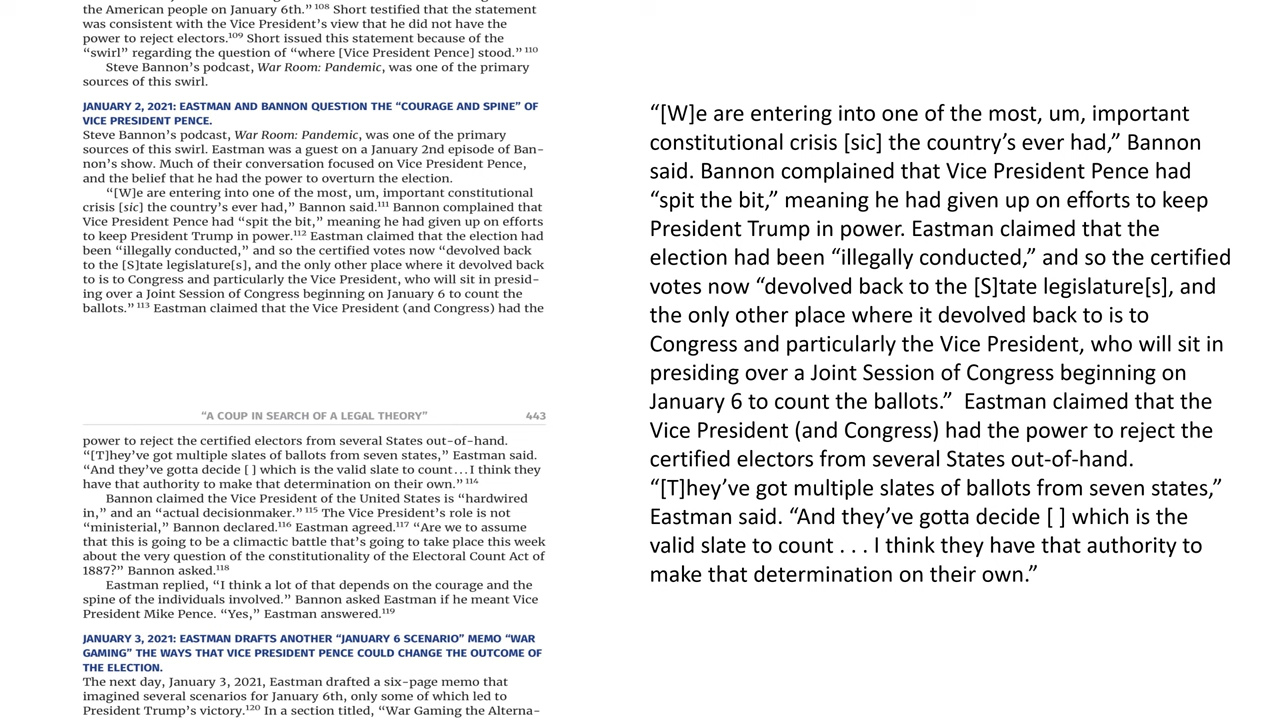 the American people on January 6th.” 108 Short testified that the statement
was consistent with the Vice President’s view that he did not have the
power to reject electors.109 Short issued this statement because of the
“swirl” regarding the question of “where [Vice President Pence] stood.” 110
Steve Bannon’s podcast, War Room: Pandemic, was one of the primary
sources of this swirl.
JANUARY 2, 2021: EASTMAN AND BANNON QUESTION THE “COURAGE AND SPINE” OF
VICE PRESIDENT PENCE.
Steve Bannon’s podcast, War Room: Pandemic, was one of the primary
sources of this swirl. Eastman was a guest on a January 2nd episode of Ban-
non’s show. Much of their conversation focused on Vice President Pence,
and the belief that he had the power to overturn the election.
“[W]e are entering into one of the most, um, important constitutional
crisis [sic] the country’s ever had,” Bannon said.111 Bannon complained that
Vice President Pence had “spit the bit,” meaning he had given up on efforts
to keep President Trump in power.112 Eastman claimed that the election had
been “illegally conducted,” and so the certified votes now “devolved back
to the [S]tate legislature[s], and the only other place where it devolved back
to is to Congress and particularly the Vice President, who will sit in presid-
ing over a Joint Session of Congress beginning on January 6 to count the
ballots.” 113 Eastman claimed that the Vice President (and Congress) had the
“A COUP IN SEARCH OF A LEGAL THEORY” 443
power to reject the certified electors from several States out-of-hand.
“[T]hey’ve got multiple slates of ballots from seven states,” Eastman said.
“And they’ve gotta decide [ ] which is the valid slate to count . . . I think they
have that authority to make that determination on their own.” 114
Bannon claimed the Vice President of the United States is “hardwired
in,” and an “actual decisionmaker.” 115 The Vice President’s role is not
“ministerial,” Bannon declared.116 Eastman agreed.117 “Are we to assume
that this is going to be a climactic battle that’s going to take place this week
about the very question of the constitutionality of the Electoral Count Act of
1887?” Bannon asked.118
Eastman replied, “I think a lot of that depends on the courage and the
spine of the individuals involved.” Bannon asked Eastman if he meant Vice
President Mike Pence. “Yes,” Eastman answered.119
JANUARY 3, 2021: EASTMAN DRAFTS ANOTHER “JANUARY 6 SCENARIO” MEMO “WAR
GAMING” THE WAYS THAT VICE PRESIDENT PENCE COULD CHANGE THE OUTCOME OF
THE ELECTION.
The next day, January 3, 2021, Eastman drafted a six-page memo that
imagined several scenarios for January 6th, only some of which led to
President Trump’s victory.120 In a section titled, “War Gaming the Alterna-
“[W]e are entering into one of the most, um, important
constitutional crisis [sic] the country’s ever had,” Bannon
said. Bannon complained that Vice President Pence had
“spit the bit,” meaning he had given up on efforts to keep
President Trump in power. Eastman claimed that the
election had been “illegally conducted,” and so the certified
votes now “devolved back to the [S]tate legislature[s], and
the only other place where it devolved back to is to
Congress and particularly the Vice President, who will sit in
presiding over a Joint Session of Congress beginning on
January 6 to count the ballots.” Eastman claimed that the
Vice President (and Congress) had the power to reject the
certified electors from several States out-of-hand.
“[T]hey’ve got multiple slates of ballots from seven states,”
Eastman said. “And they’ve gotta decide [ ] which is the
valid slate to count . . . I think they have that authority to
make that determination on their own.”